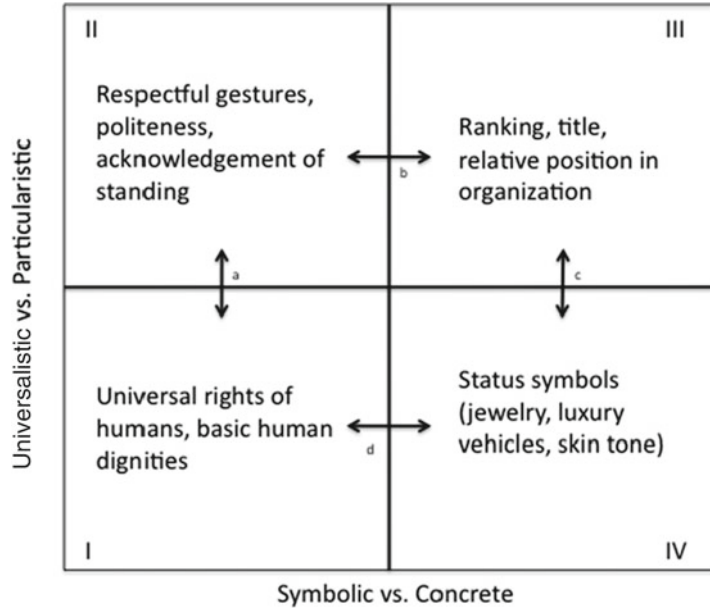 II
III
Respectful gestures,
politeness,
acknowledgement of
standing
Ranking, title,
relative position in
organization
b
a
c
Universalistic vs. Particularistic
Universal rights of
humans, basic human
dignities
Status symbols
(jewelry, luxury
vehicles, skin tone)
d
I
IV
Symbolic vs. Concrete